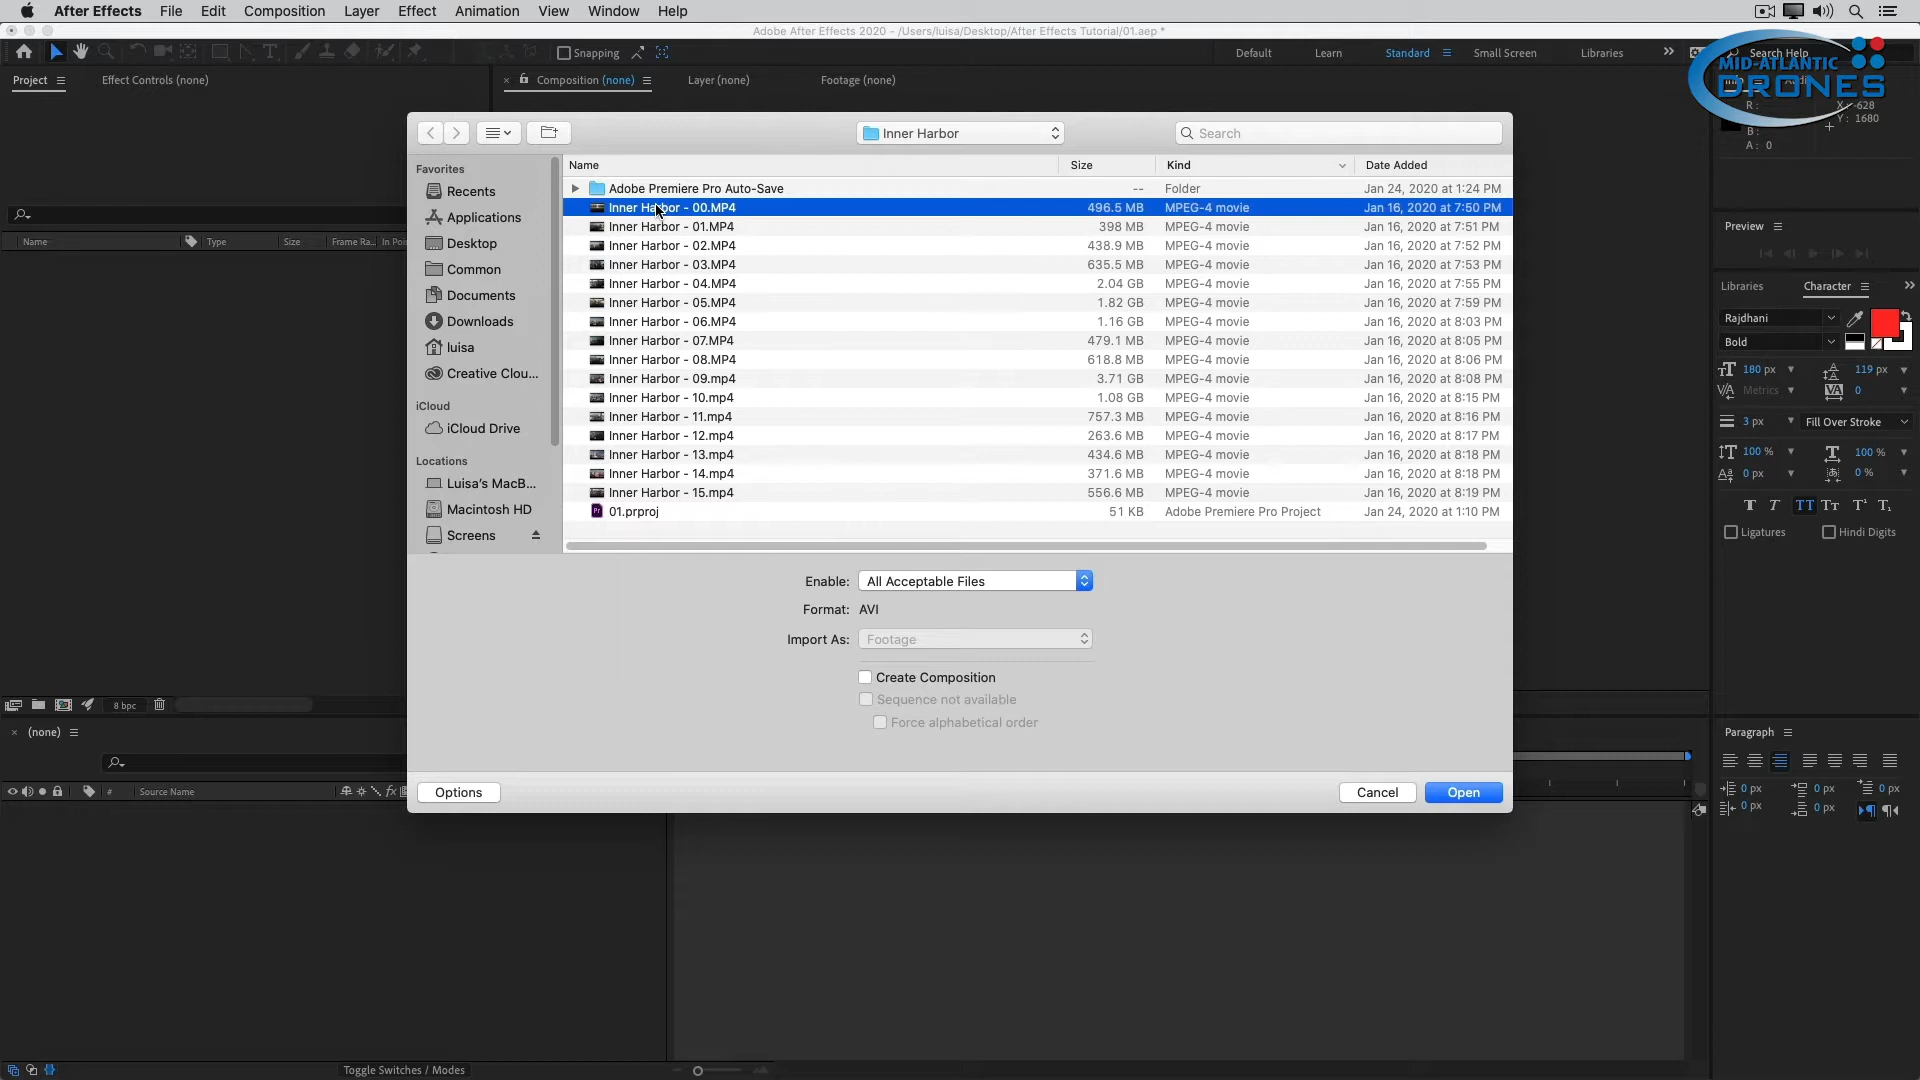 After Effects File Edit Composition Layer Effect Animation View Window Help
Adobe After Effects 2020 - /Users/luisa/Desktop/After Effects Tutorial/01.aep *
Snapping Default Learn Standard Small Screen Libraries Search Help
MID-ATLANTIC
DRONES
Project Effect Controls (none) Composition (none) Layer (none) Footage (none)
R: X: -628
Y: 1680
B:
A: 0
Inner Harbor Search
Favorites
Recents
Applications
Desktop
Common
Documents
Downloads
luisa
Creative Clou...
iCloud
iCloud Drive
Locations
Luisa's MacB...
Macintosh HD
Screens
Name Size Kind Date Added
Adobe Premiere Pro Auto-Save -- Folder Jan 24, 2020 at 1:24 PM
Inner Harbor - 00.MP4 496.5 MB MPEG-4 movie Jan 16, 2020 at 7:50 PM
Inner Harbor - 01.MP4 398 MB MPEG-4 movie Jan 16, 2020 at 7:51 PM
Inner Harbor - 02.MP4 438.9 MB MPEG-4 movie Jan 16, 2020 at 7:52 PM
Inner Harbor - 03.MP4 635.5 MB MPEG-4 movie Jan 16, 2020 at 7:53 PM
Inner Harbor - 04.MP4 2.04 GB MPEG-4 movie Jan 16, 2020 at 7:55 PM
Inner Harbor - 05.MP4 1.82 GB MPEG-4 movie Jan 16, 2020 at 7:59 PM
Inner Harbor - 06.MP4 1.16 GB MPEG-4 movie Jan 16, 2020 at 8:03 PM
Inner Harbor - 07.MP4 479.1 MB MPEG-4 movie Jan 16, 2020 at 8:05 PM
Inner Harbor - 08.MP4 618.8 MB MPEG-4 movie Jan 16, 2020 at 8:06 PM
Inner Harbor - 09.mp4 3.71 GB MPEG-4 movie Jan 16, 2020 at 8:08 PM
Inner Harbor - 10.mp4 1.08 GB MPEG-4 movie Jan 16, 2020 at 8:15 PM
Inner Harbor - 11.mp4 757.3 MB MPEG-4 movie Jan 16, 2020 at 8:16 PM
Inner Harbor - 12.mp4 263.6 MB MPEG-4 movie Jan 16, 2020 at 8:17 PM
Inner Harbor - 13.mp4 434.6 MB MPEG-4 movie Jan 16, 2020 at 8:18 PM
Inner Harbor - 14.mp4 371.6 MB MPEG-4 movie Jan 16, 2020 at 8:18 PM
Inner Harbor - 15.mp4 556.6 MB MPEG-4 movie Jan 16, 2020 at 8:19 PM
01.prproj 51 KB Adobe Premiere Pro Project Jan 24, 2020 at 1:10 PM
Enable: All Acceptable Files
Format: AVI
Import As: Footage
Create Composition
Sequence not available
Force alphabetical order
Options Cancel Open
Name Type Size Frame Ra... In Poi
8 bpc
(none)
# Source Name
Toggle Switches / Modes
Preview
Libraries Character
Rajdhani
Bold
180 px 119 px
Metrics 0
3 px Fill Over Stroke
100 % 100 %
0 px 0 %
Ligatures Hindi Digits
Paragraph
0 px 0 px 0 px
0 px 0 px